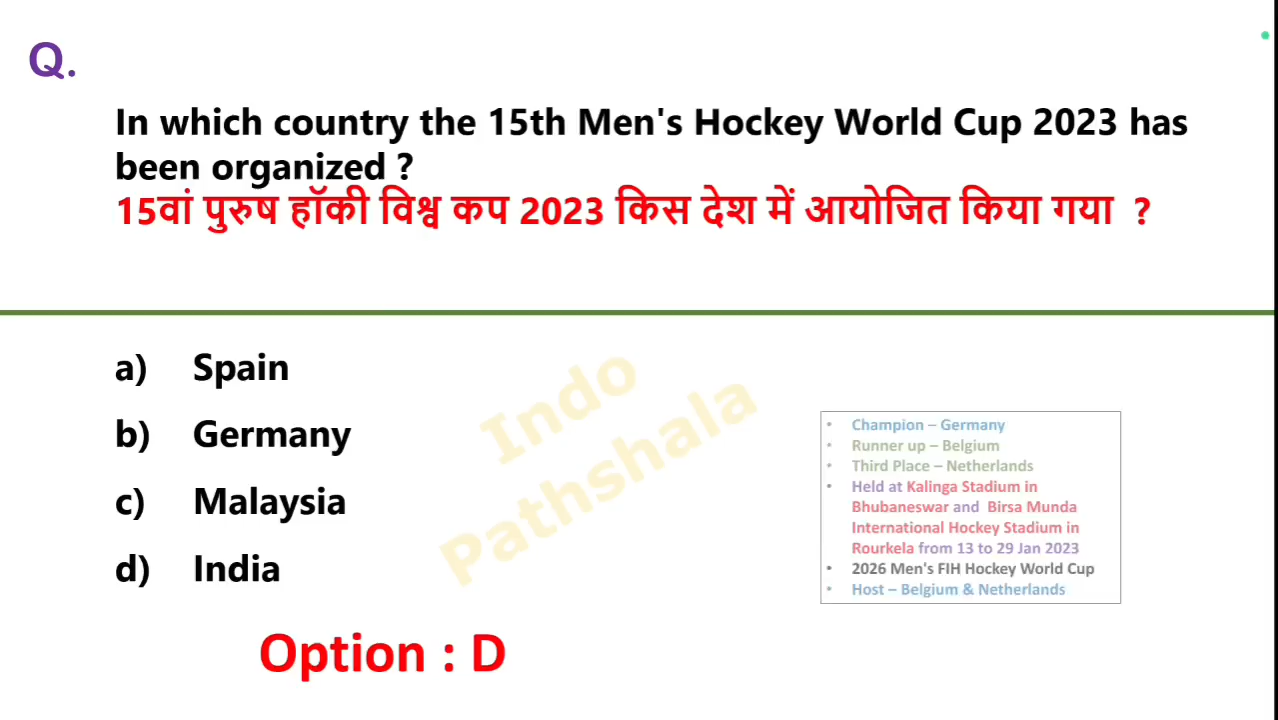 Q.
In which country the 15th Men's Hockey World Cup 2023 has
been organized ?
15वां पुरुष हॉकी विश्व कप 2023 किस देश में आयोजित किया गया ?
a) Spain
b) Germany
c) Malaysia
d) India
Option : D
Indo
Pathshala
• Champion – Germany
• Runner up – Belgium
• Third Place – Netherlands
• Held at Kalinga Stadium in
Bhubaneswar and Birsa Munda
International Hockey Stadium in
Rourkela from 13 to 29 Jan 2023
• 2026 Men's FIH Hockey World Cup
• Host – Belgium & Netherlands